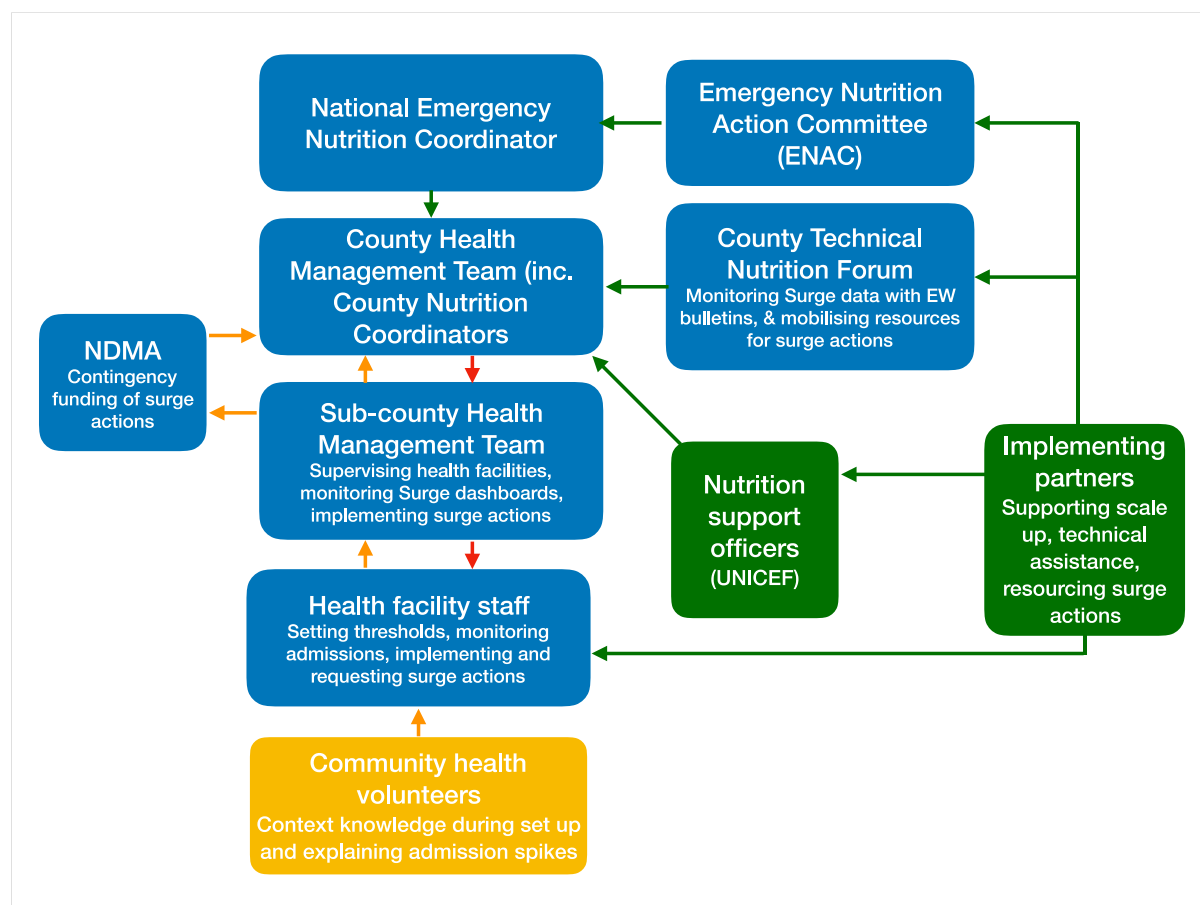 National Emergency
Nutrition Coordinator
Emergency Nutrition
Action Committee
(ENAC)
County Health
Management Team (inc.
County Nutrition
Coordinators
County Technical
Nutrition Forum
Monitoring Surge data with EW
bulletins, & mobilising resources
for surge actions
NDMA
Contingency
funding of surge
actions
Sub-county Health
Management Team
Supervising health facilities,
monitoring Surge dashboards,
implementing surge actions
Nutrition
support
officers
(UNICEF)
Implementing
partners
Supporting scale
up, technical
assistance,
resourcing surge
actions
Health facility staff
Setting thresholds, monitoring
admissions, implementing and
requesting surge actions
Community health
volunteers
Context knowledge during set up
and explaining admission spikes